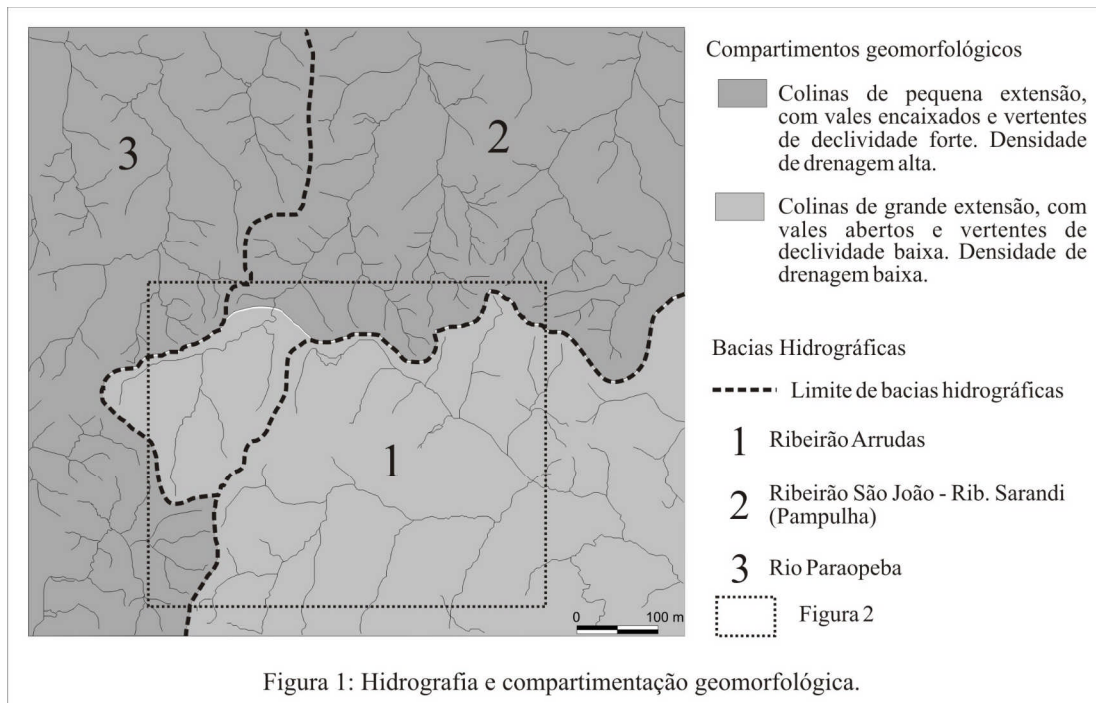 3
2
1
0 100 m
Compartimentos geomorfológicos
Colinas de pequena extensão,
com vales encaixados e vertentes
de declividade forte. Densidade
de drenagem alta.
Colinas de grande extensão, com
vales abertos e vertentes de
declividade baixa. Densidade de
drenagem baixa.
Bacias Hidrográficas
Limite de bacias hidrográficas
1 Ribeirão Arrudas
2 Ribeirão São João - Rib. Sarandi
(Pampulha)
3 Rio Paraopeba
Figura 2
Figura 1: Hidrografia e compartimentação geomorfológica.